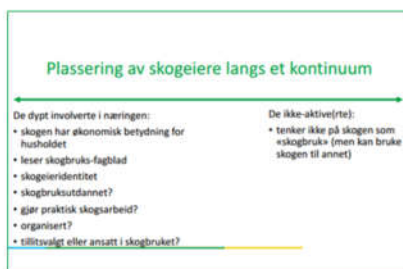 Plassering av skogeiere langs et kontinuum
De dypt involverte i næringen:
• skogen har økonomisk betydning for
husholdet
• leser skogbruks-fagblad
• skogeieridentitet
• skogbruksutdannet?
• gjør praktisk skogsarbeid?
• organisert?
• tillitsvalgt eller ansatt i skogbruket?
De ikke-aktive(rte):
• tenker ikke på skogen som
«skogbruk» (men kan bruke
skogen til annet)